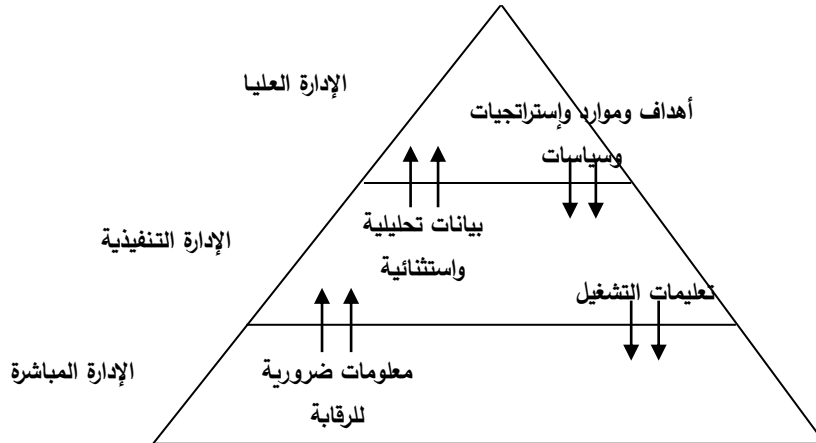 الإدارة العليا
أهداف وموارد وإستراتجيات
وسياسات
الإدارة التنفيذية
بيانات تحليلية
واستثنائية
تعليمات التشغيل
الإدارة المباشرة
معلومات ضرورية
للرقابة